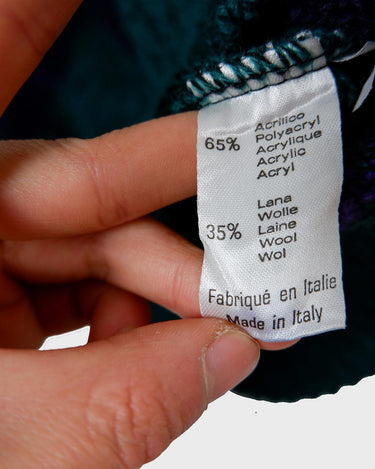 65%
Acrilico
Polyacryl
Acrylique
Acrylic
Acryl
35%
Lana
Wolle
Laine
Wool
Wol
Fabriqué en Italie
Made in Italy